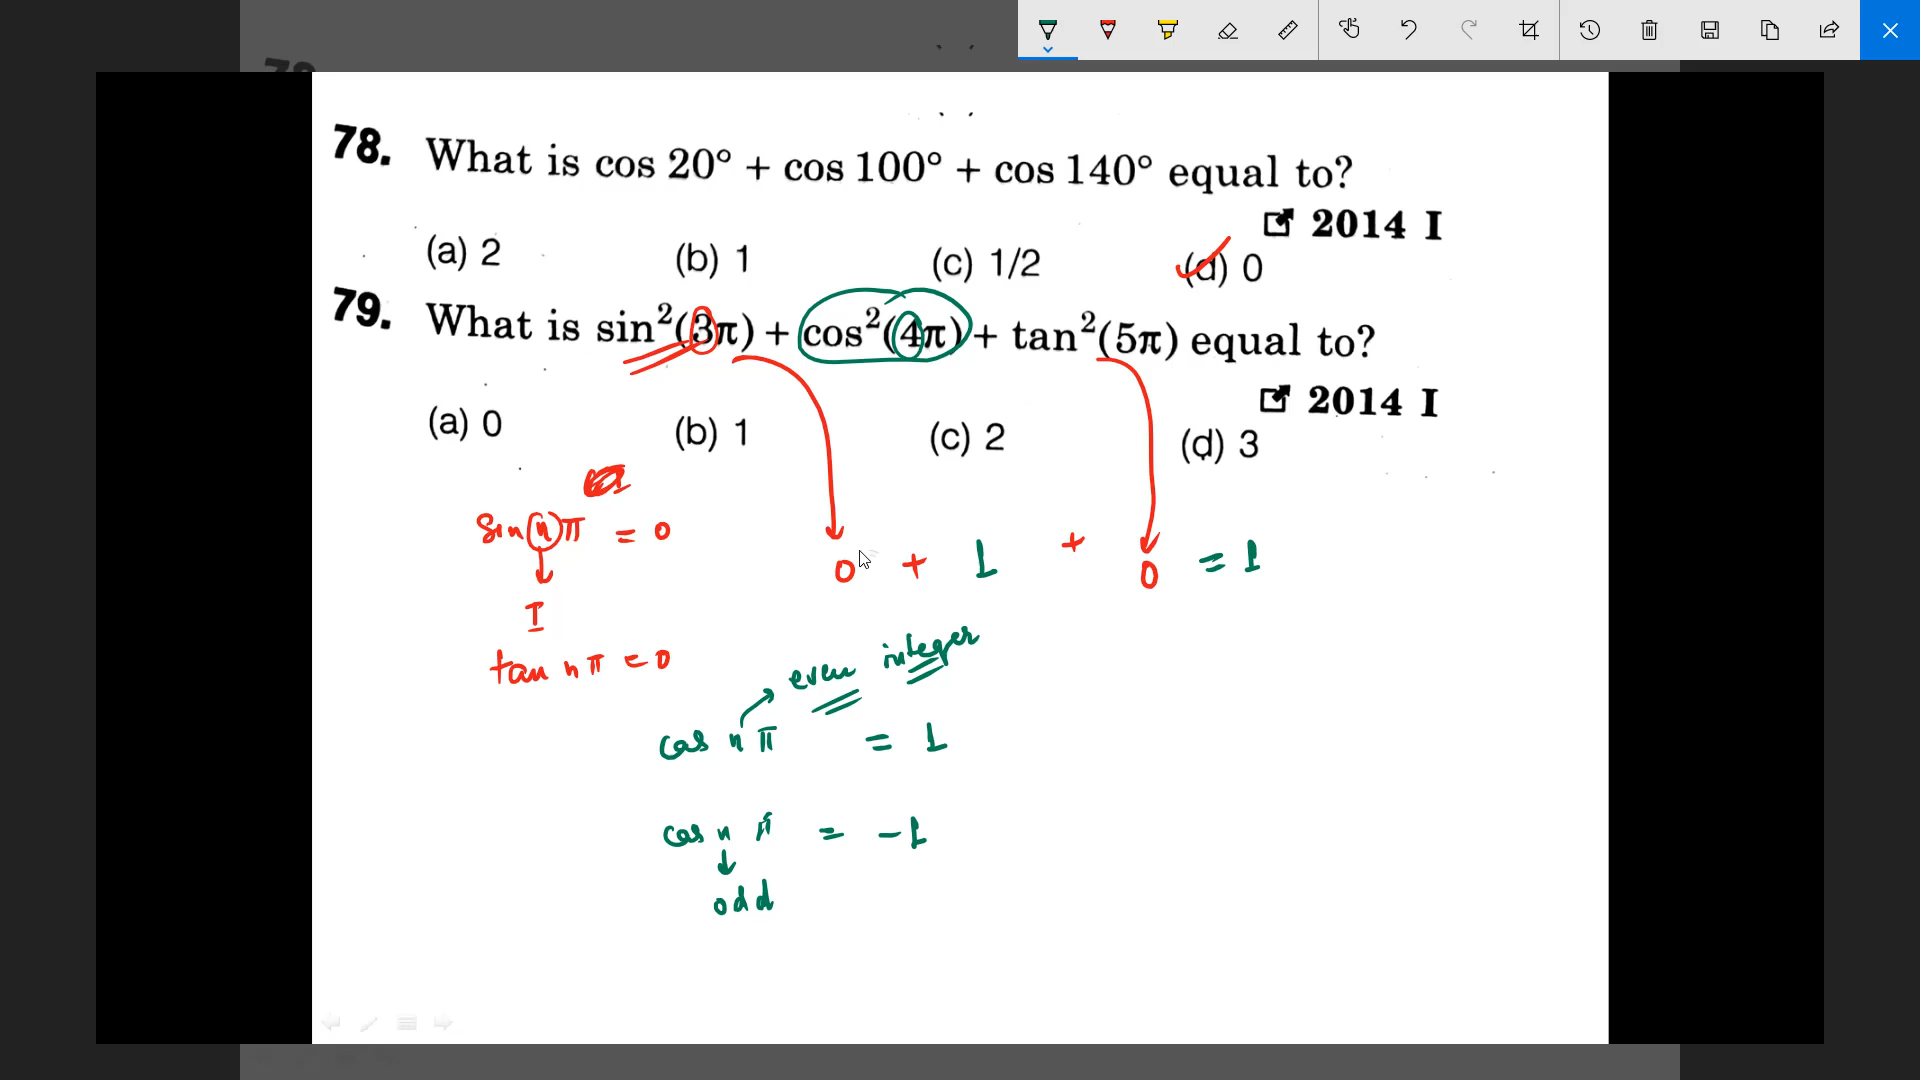 78. What is cos 20° + cos 100° + cos 140° equal to?
2014 I
(a) 2 (b) 1 (c) 1/2 (d) 0
79. What is sin²(3π) + cos²(4π) + tan²(5π) equal to?
2014 I
(a) 0 (b) 1 (c) 2 (d) 3
sin(n)π = 0
0 + 1 + 0 = 1
I
tan nπ = 0
even integer
cos nπ = 1
cos nπ = -1
odd